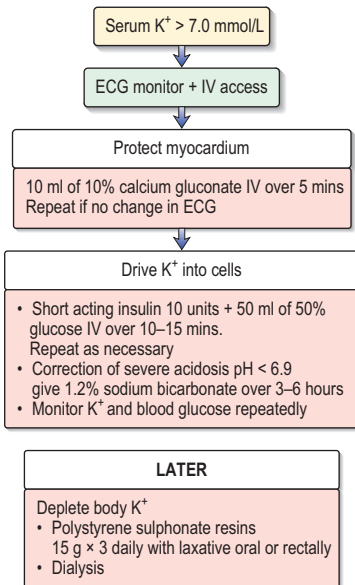 Serum K⁺ > 7.0 mmol/L
ECG monitor + IV access
Protect myocardium
10 ml of 10% calcium gluconate IV over 5 mins
Repeat if no change in ECG
Drive K⁺ into cells
• Short acting insulin 10 units + 50 ml of 50%
glucose IV over 10–15 mins.
Repeat as necessary
• Correction of severe acidosis pH < 6.9
give 1.2% sodium bicarbonate over 3–6 hours
• Monitor K⁺ and blood glucose repeatedly
LATER
Deplete body K⁺
• Polystyrene sulphonate resins
15 g × 3 daily with laxative oral or rectally
• Dialysis